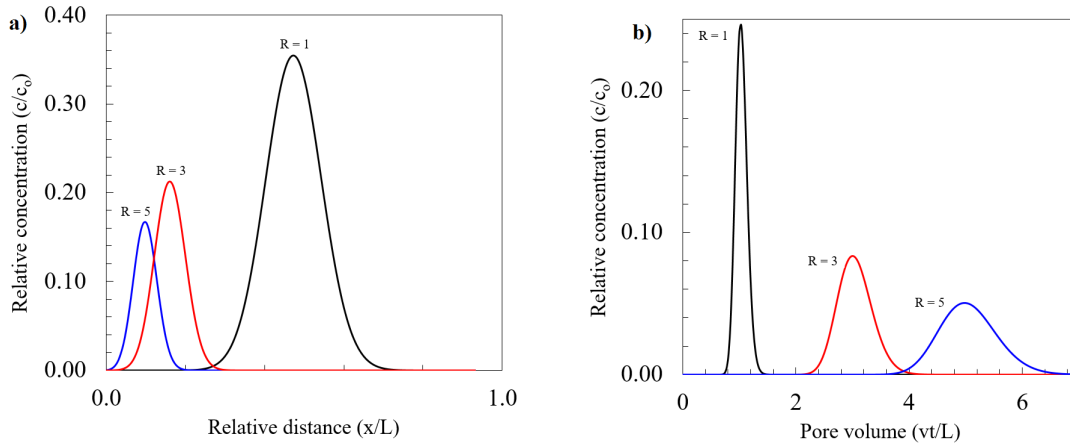 a)
0.40
0.30
0.20
0.10
0.00
Relative concentration (c/cₒ)
R = 1
R = 3
R = 5
0.0
1.0
Relative distance (x/L)
b)
0.20
0.10
0.00
Relative concentration (c/cₒ)
R = 1
R = 3
R = 5
0
2
4
6
Pore volume (vt/L)